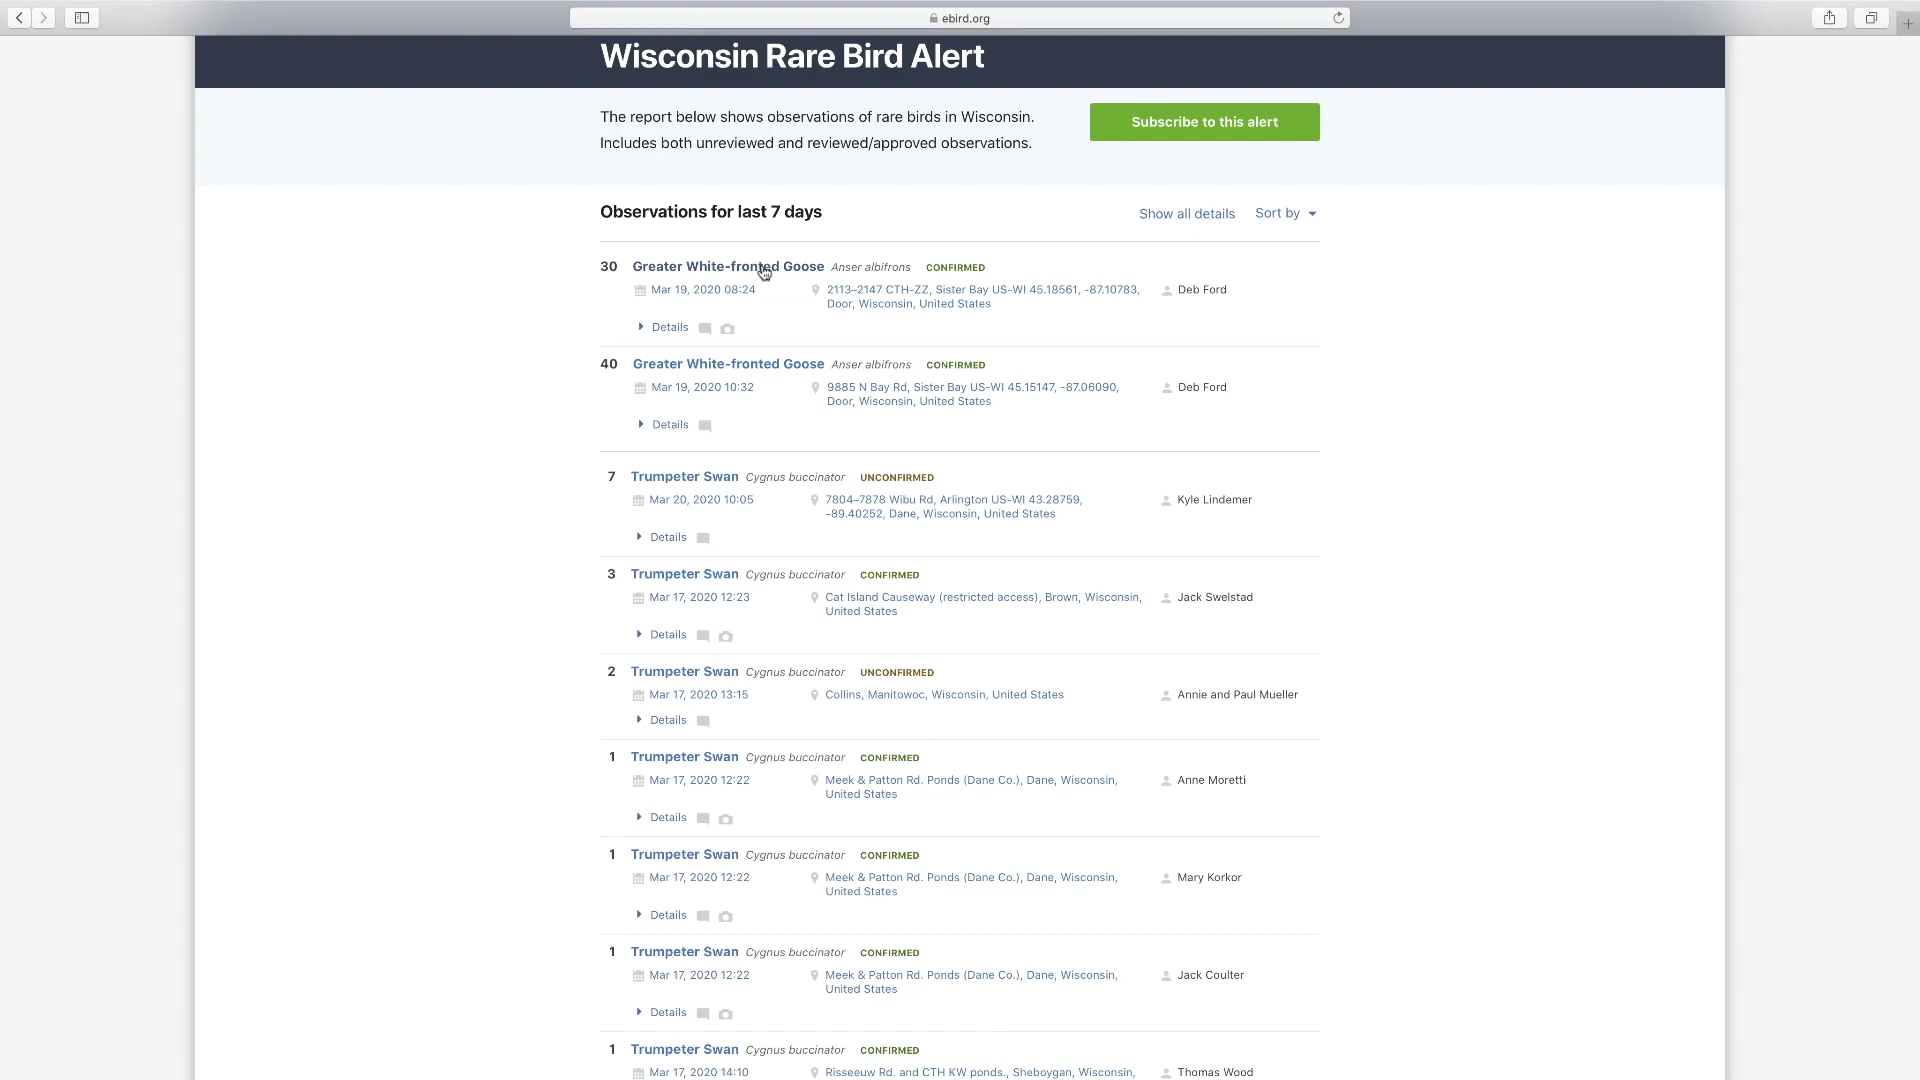 ebird.org
Wisconsin Rare Bird Alert
The report below shows observations of rare birds in Wisconsin.
Includes both unreviewed and reviewed/approved observations.
Subscribe to this alert
Observations for last 7 days
Show all details
Sort by
30 Greater White-fronted Goose Anser albifrons CONFIRMED
Mar 19, 2020 08:24 2113–2147 CTH-ZZ, Sister Bay US-WI 45.18561, -87.10783, Deb Ford
Door, Wisconsin, United States
Details
40 Greater White-fronted Goose Anser albifrons CONFIRMED
Mar 19, 2020 10:32 9885 N Bay Rd, Sister Bay US-WI 45.15147, -87.06090, Deb Ford
Door, Wisconsin, United States
Details
7 Trumpeter Swan Cygnus buccinator UNCONFIRMED
Mar 20, 2020 10:05 7804–7878 Wibu Rd, Arlington US-WI 43.28759, Kyle Lindemer
-89.40252, Dane, Wisconsin, United States
Details
3 Trumpeter Swan Cygnus buccinator CONFIRMED
Mar 17, 2020 12:23 Cat Island Causeway (restricted access), Brown, Wisconsin, Jack Swelstad
United States
Details
2 Trumpeter Swan Cygnus buccinator UNCONFIRMED
Mar 17, 2020 13:15 Collins, Manitowoc, Wisconsin, United States Annie and Paul Mueller
Details
1 Trumpeter Swan Cygnus buccinator CONFIRMED
Mar 17, 2020 12:22 Meek & Patton Rd. Ponds (Dane Co.), Dane, Wisconsin, Anne Moretti
United States
Details
1 Trumpeter Swan Cygnus buccinator CONFIRMED
Mar 17, 2020 12:22 Meek & Patton Rd. Ponds (Dane Co.), Dane, Wisconsin, Mary Korkor
United States
Details
1 Trumpeter Swan Cygnus buccinator CONFIRMED
Mar 17, 2020 12:22 Meek & Patton Rd. Ponds (Dane Co.), Dane, Wisconsin, Jack Coulter
United States
Details
1 Trumpeter Swan Cygnus buccinator CONFIRMED
Mar 17, 2020 14:10 Risseeuw Rd. and CTH KW ponds., Sheboygan, Wisconsin, Thomas Wood